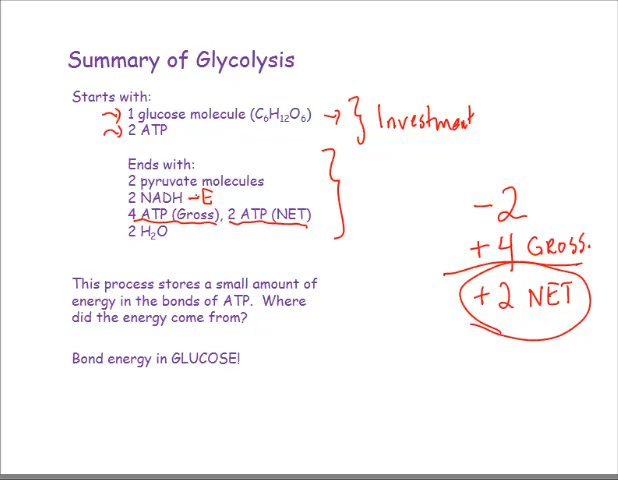 Summary of Glycolysis
Starts with:
1 glucose molecule (C₆H₁₂O₆)
2 ATP
Investment
Ends with:
2 pyruvate molecules
2 NADH → E
4 ATP (Gross), 2 ATP (NET)
2 H₂O
-2
+4 GROSS.
+2 NET
This process stores a small amount of
energy in the bonds of ATP. Where
did the energy come from?
Bond energy in GLUCOSE!